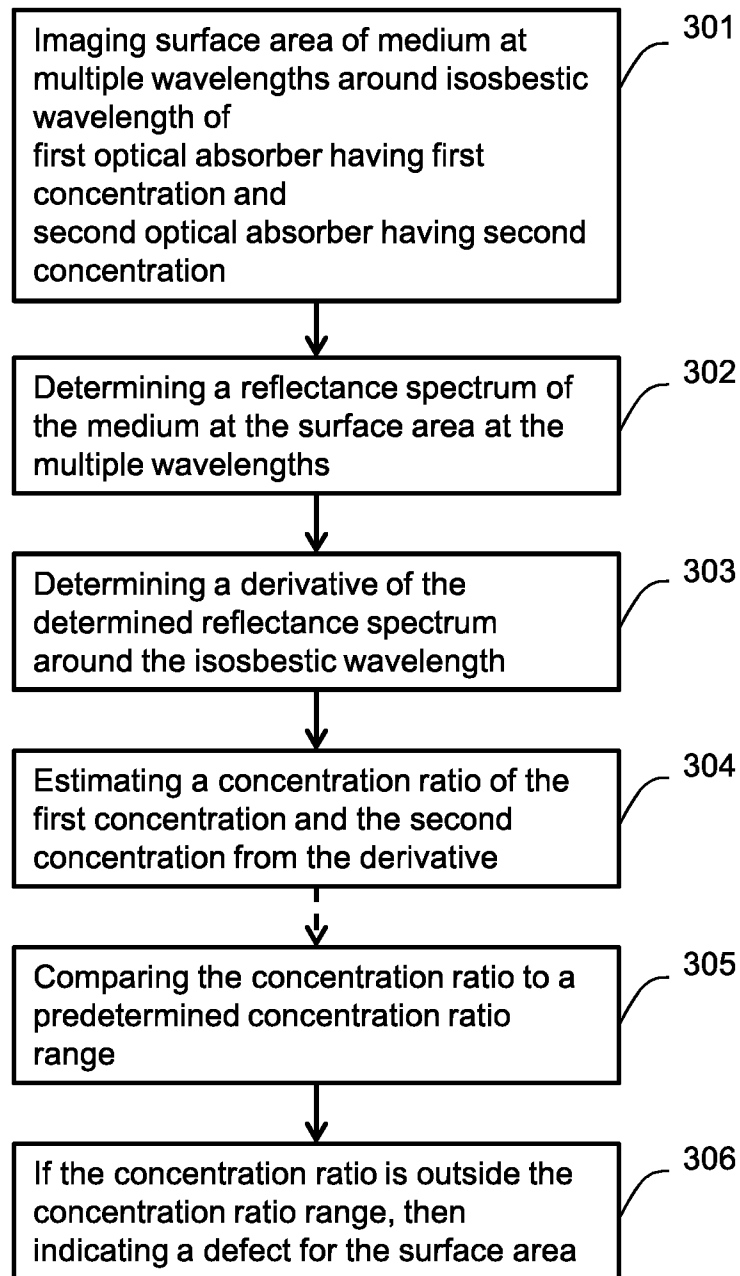 Imaging surface area of medium at
multiple wavelengths around isosbestic
wavelength of
first optical absorber having first
concentration and
second optical absorber having second
concentration
301
Determining a reflectance spectrum of
the medium at the surface area at the
multiple wavelengths
302
Determining a derivative of the
determined reflectance spectrum
around the isosbestic wavelength
303
Estimating a concentration ratio of the
first concentration and the second
concentration from the derivative
304
Comparing the concentration ratio to a
predetermined concentration ratio
range
305
If the concentration ratio is outside the
concentration ratio range, then
indicating a defect for the surface area
306